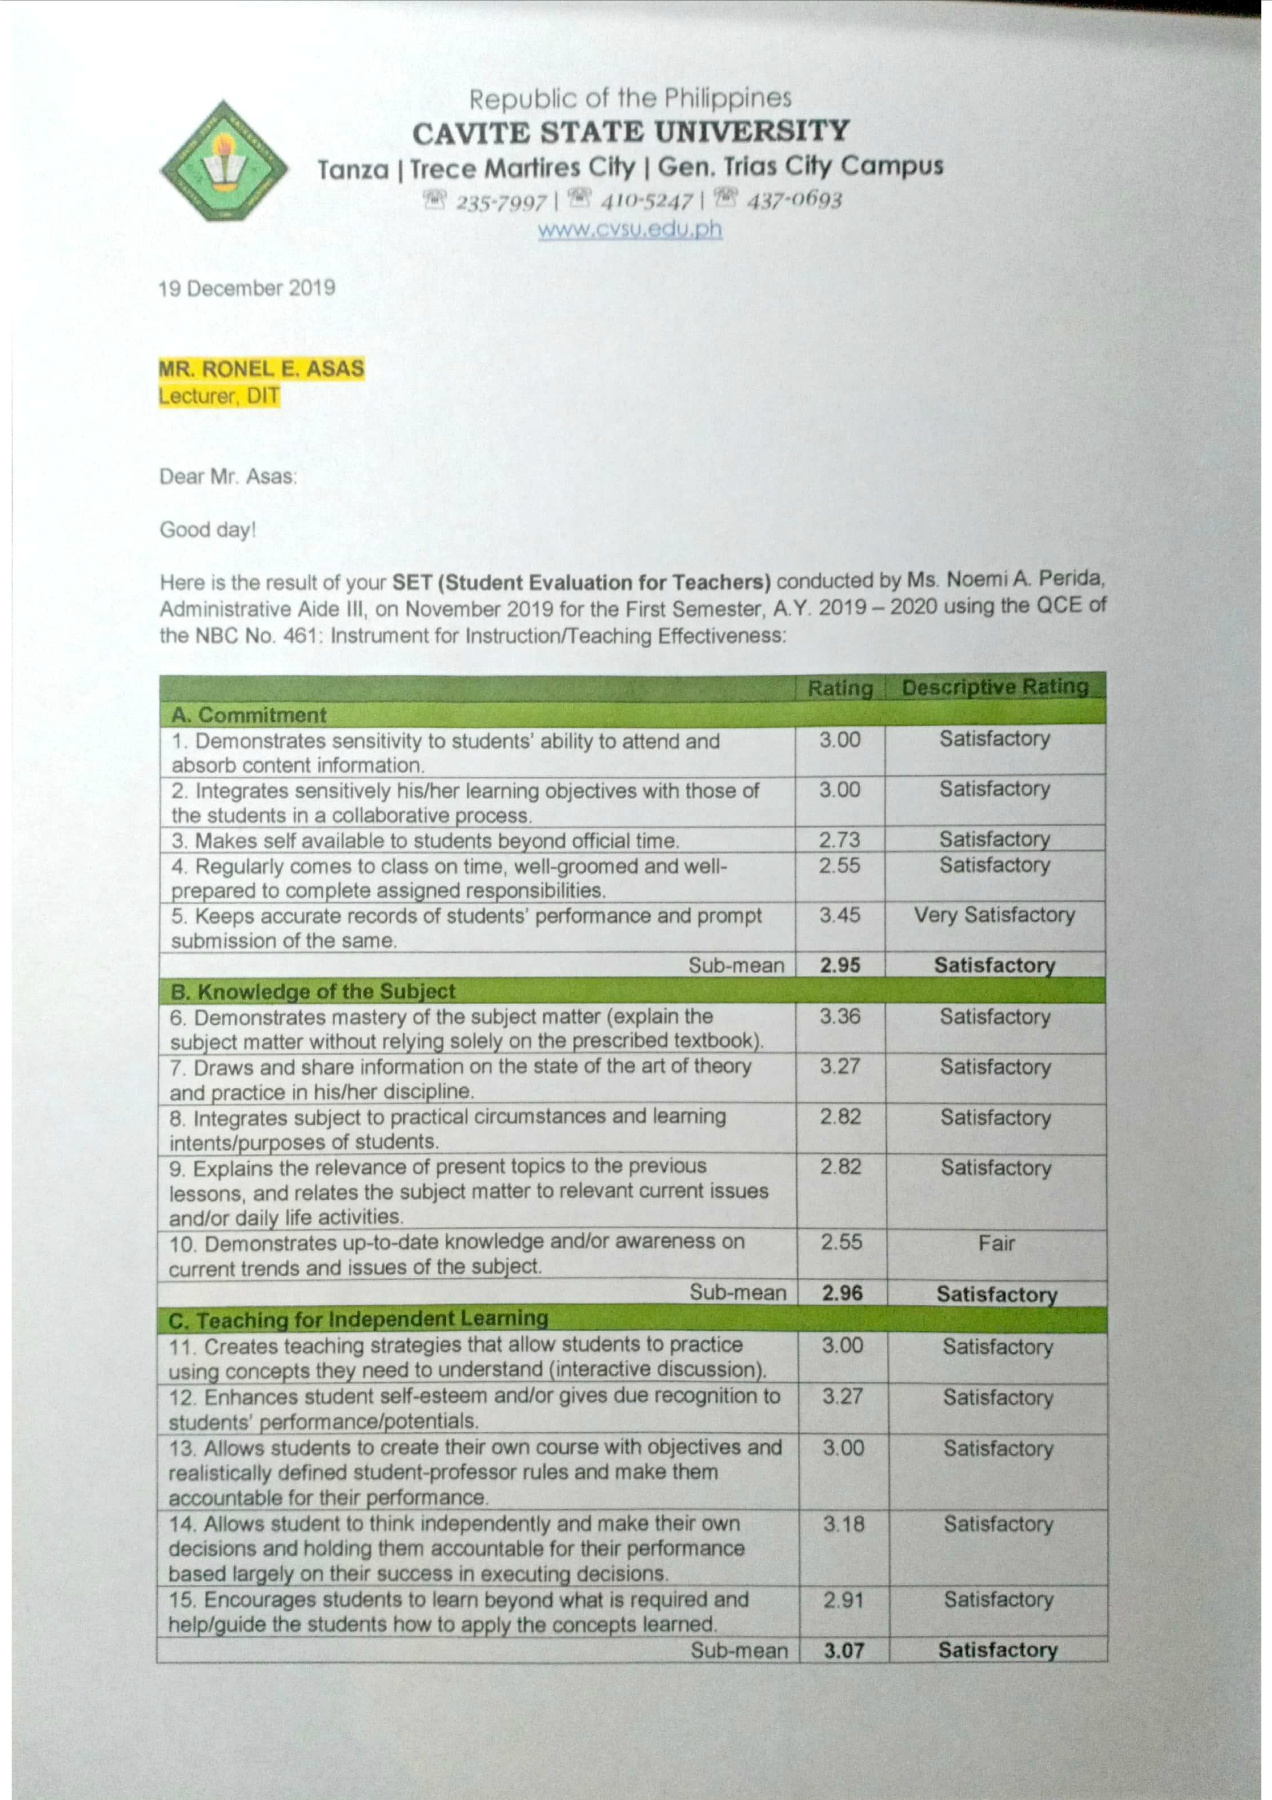 Republic of the Philippines
CAVITE STATE UNIVERSITY
Tanza | Trece Martires City | Gen. Trias City Campus
☏ 235-7997 | ☏ 410-5247 | ☏ 437-0693
www.cvsu.edu.ph
19 December 2019
MR. RONEL E. ASAS
Lecturer, DIT
Dear Mr. Asas:
Good day!
Here is the result of your SET (Student Evaluation for Teachers) conducted by Ms. Noemi A. Perida,
Administrative Aide III, on November 2019 for the First Semester, A.Y. 2019 – 2020 using the QCE of
the NBC No. 461: Instrument for Instruction/Teaching Effectiveness:
Rating Descriptive Rating
A. Commitment
1. Demonstrates sensitivity to students' ability to attend and 3.00 Satisfactory
absorb content information.
2. Integrates sensitively his/her learning objectives with those of 3.00 Satisfactory
the students in a collaborative process.
3. Makes self available to students beyond official time. 2.73 Satisfactory
4. Regularly comes to class on time, well-groomed and well- 2.55 Satisfactory
prepared to complete assigned responsibilities.
5. Keeps accurate records of students' performance and prompt 3.45 Very Satisfactory
submission of the same.
Sub-mean 2.95 Satisfactory
B. Knowledge of the Subject
6. Demonstrates mastery of the subject matter (explain the 3.36 Satisfactory
subject matter without relying solely on the prescribed textbook).
7. Draws and share information on the state of the art of theory 3.27 Satisfactory
and practice in his/her discipline.
8. Integrates subject to practical circumstances and learning 2.82 Satisfactory
intents/purposes of students.
9. Explains the relevance of present topics to the previous 2.82 Satisfactory
lessons, and relates the subject matter to relevant current issues
and/or daily life activities.
10. Demonstrates up-to-date knowledge and/or awareness on 2.55 Fair
current trends and issues of the subject.
Sub-mean 2.96 Satisfactory
C. Teaching for Independent Learning
11. Creates teaching strategies that allow students to practice 3.00 Satisfactory
using concepts they need to understand (interactive discussion).
12. Enhances student self-esteem and/or gives due recognition to 3.27 Satisfactory
students' performance/potentials.
13. Allows students to create their own course with objectives and 3.00 Satisfactory
realistically defined student-professor rules and make them
accountable for their performance.
14. Allows student to think independently and make their own 3.18 Satisfactory
decisions and holding them accountable for their performance
based largely on their success in executing decisions.
15. Encourages students to learn beyond what is required and 2.91 Satisfactory
help/guide the students how to apply the concepts learned.
Sub-mean 3.07 Satisfactory